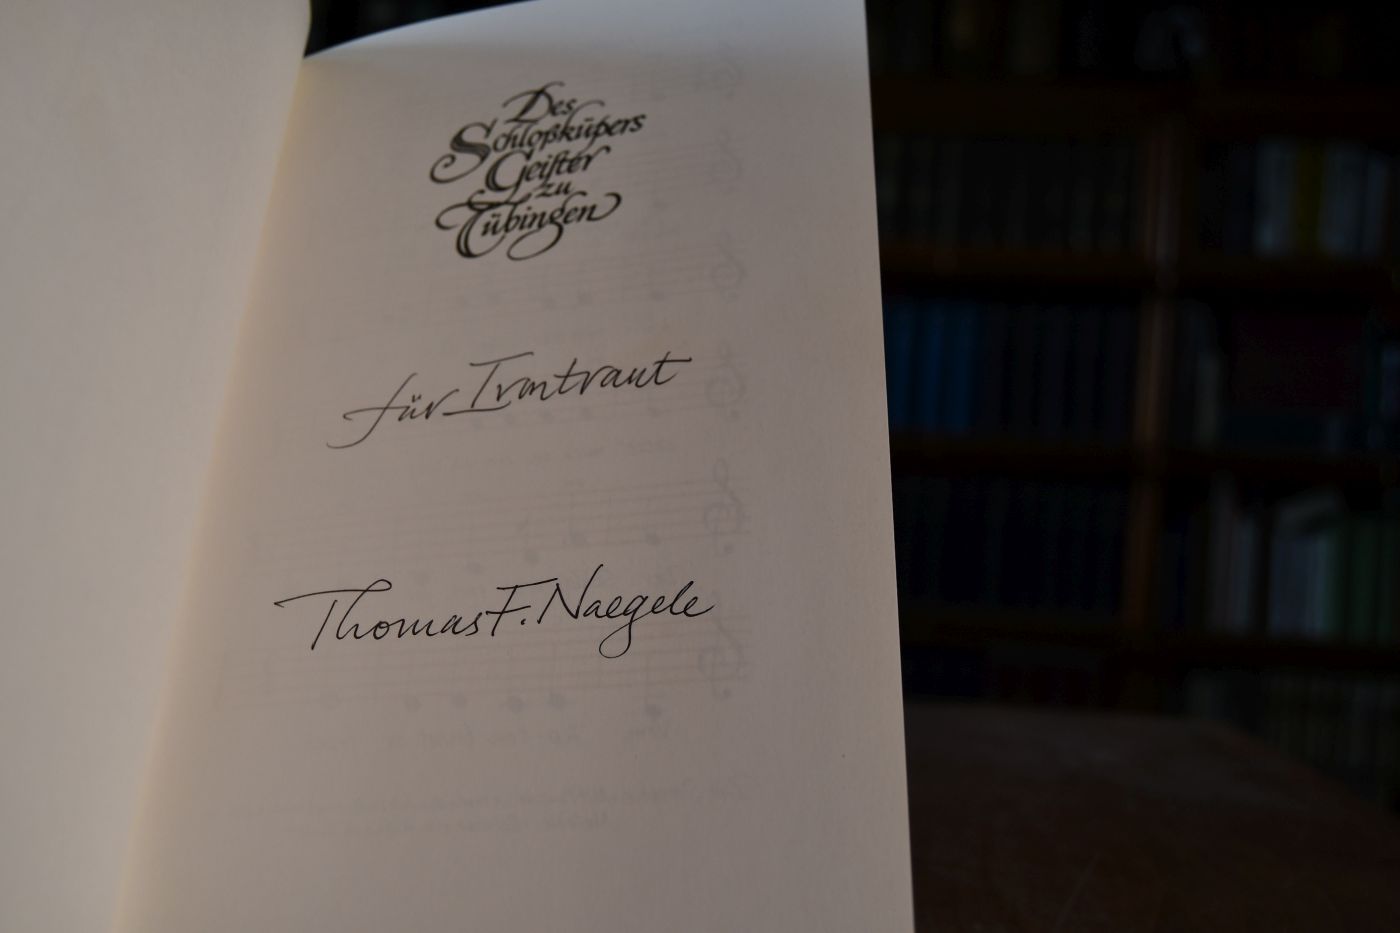 Des
Schloßküpers
Geister
zu
Tübingen
für Irmtraut
Thomas F. Naegele